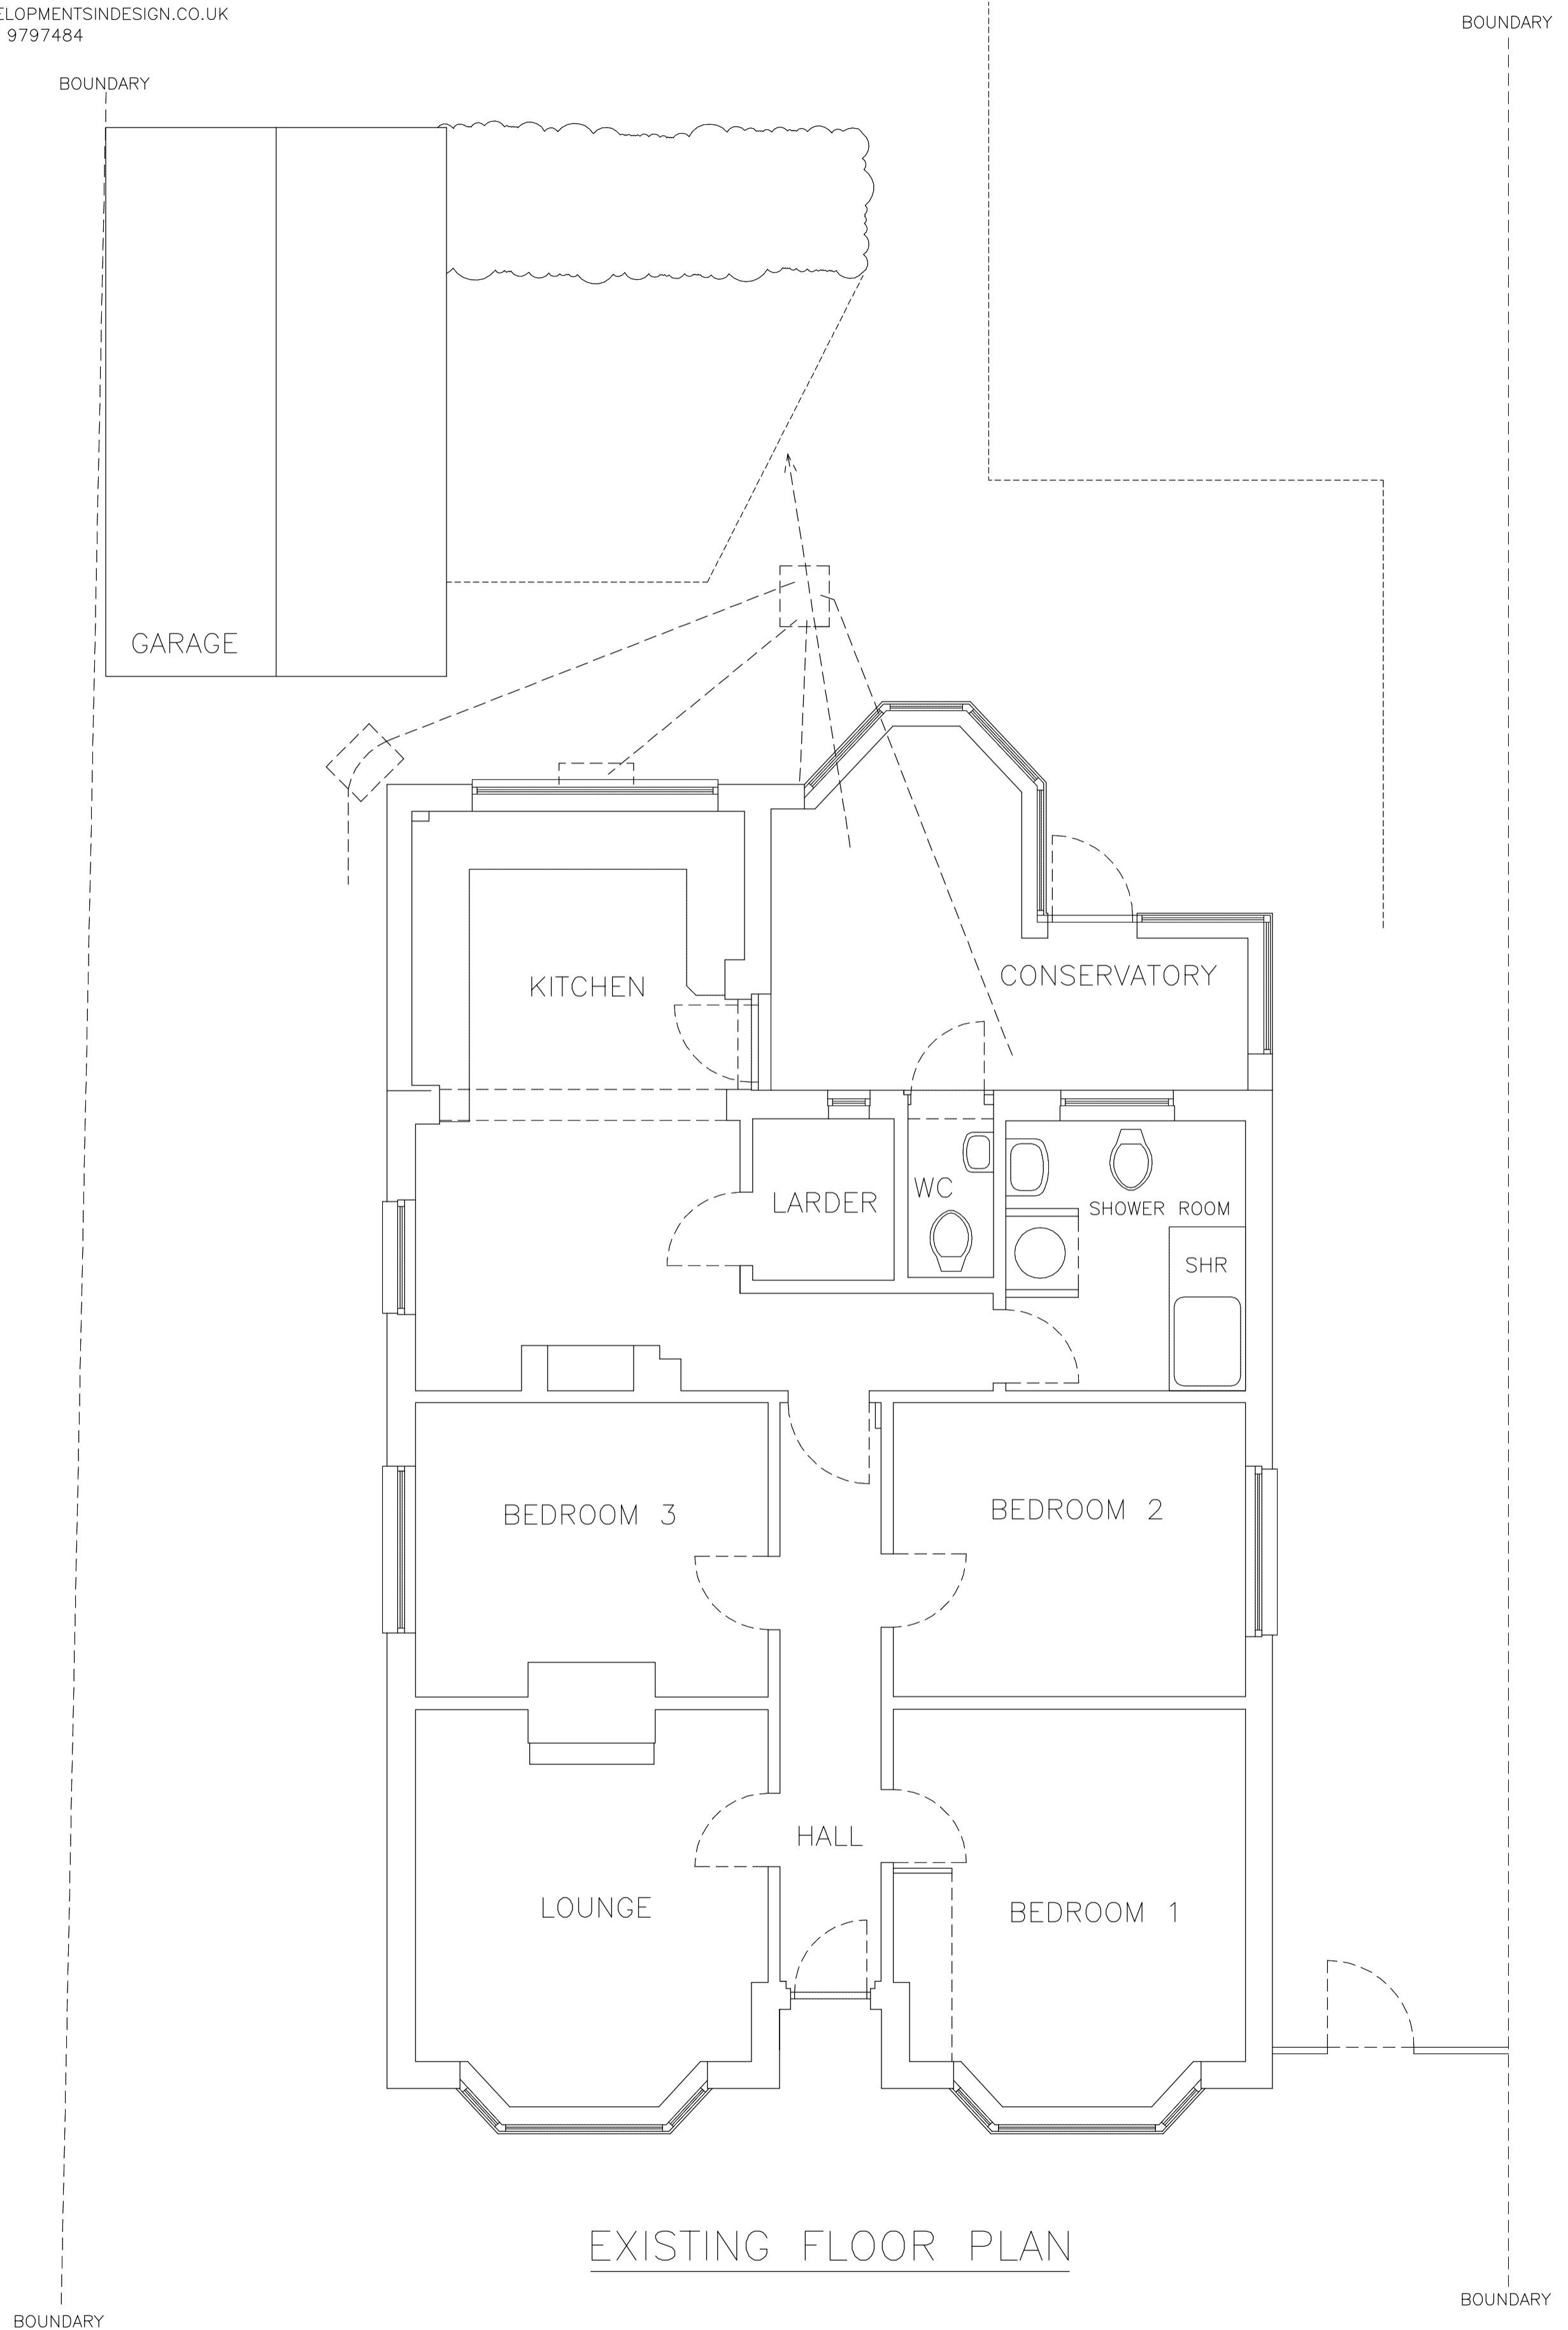 ELOPMENTSINDESIGN.CO.UK
9797484
BOUNDARY
BOUNDARY
GARAGE
KITCHEN
CONSERVATORY
LARDER
WC
SHOWER ROOM
SHR
BEDROOM 3
BEDROOM 2
HALL
LOUNGE
BEDROOM 1
EXISTING FLOOR PLAN
BOUNDARY
BOUNDARY